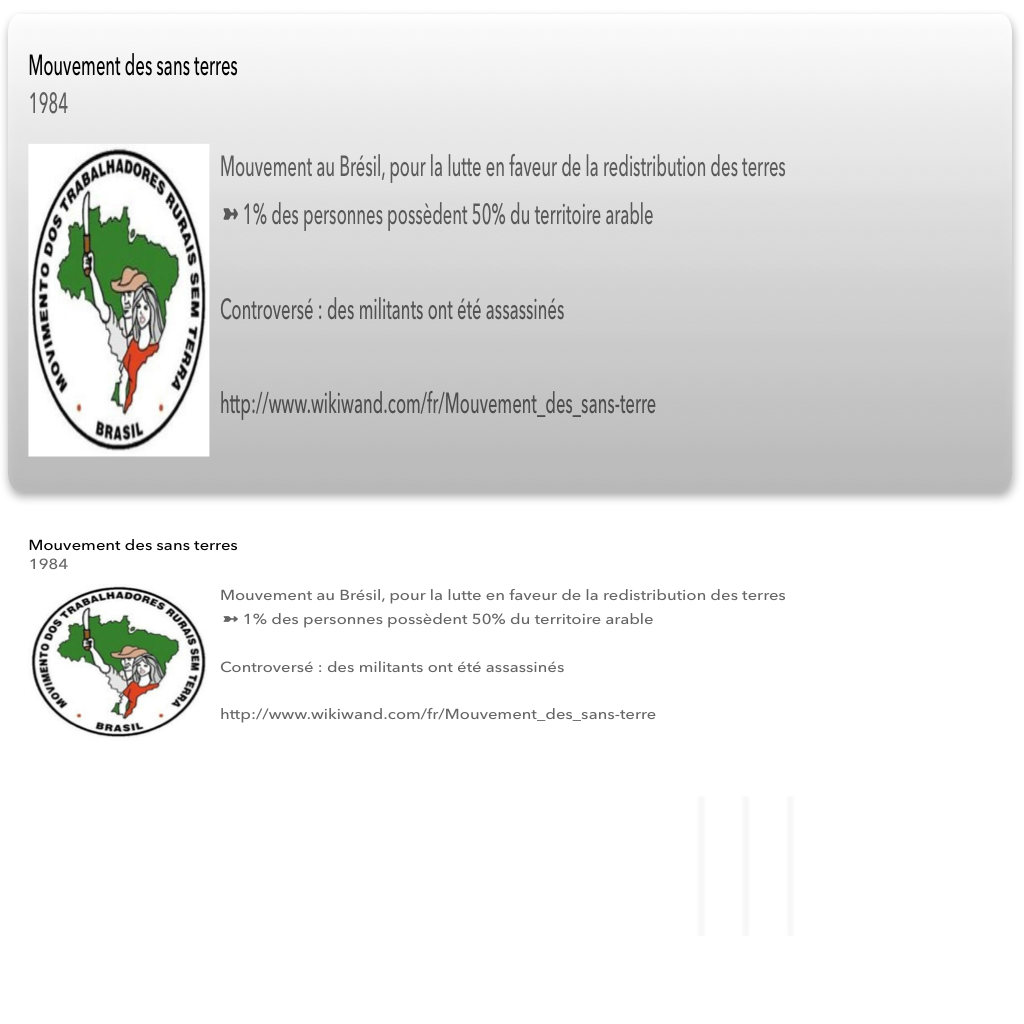 Mouvement des sans terres
1984
MOVIMENTO DOS TRABALHADORES RURAIS SEM TERRA
BRASIL
Mouvement au Brésil, pour la lutte en faveur de la redistribution des terres
➽ 1% des personnes possèdent 50% du territoire arable
Controversé : des militants ont été assassinés
http://www.wikiwand.com/fr/Mouvement_des_sans-terre
Mouvement des sans terres
1984
MOVIMENTO DOS TRABALHADORES RURAIS SEM TERRA
BRASIL
Mouvement au Brésil, pour la lutte en faveur de la redistribution des terres
➽ 1% des personnes possèdent 50% du territoire arable
Controversé : des militants ont été assassinés
http://www.wikiwand.com/fr/Mouvement_des_sans-terre